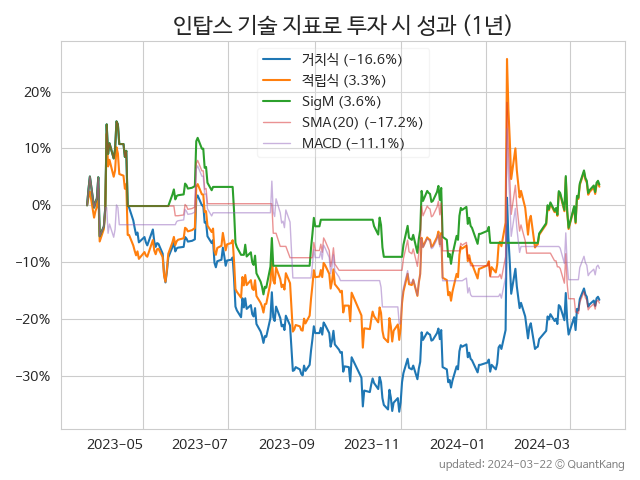 인탑스 기술 지표로 투자 시 성과 (1년)
거치식 (−16.6%)
적립식 (3.3%)
SigM (3.6%)
SMA(20) (−17.2%)
MACD (−11.1%)
20%
10%
0%
−10%
−20%
−30%
2023-05 2023-07 2023-09 2023-11 2024-01 2024-03
updated: 2024-03-22 © QuantKang